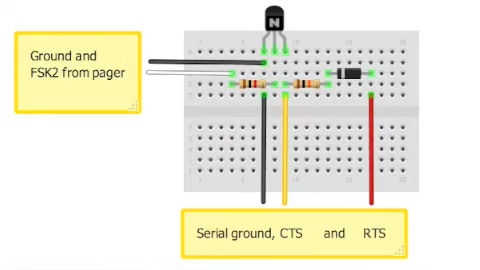 N
Ground and
FSK2 from pager
Serial ground, CTS and RTS